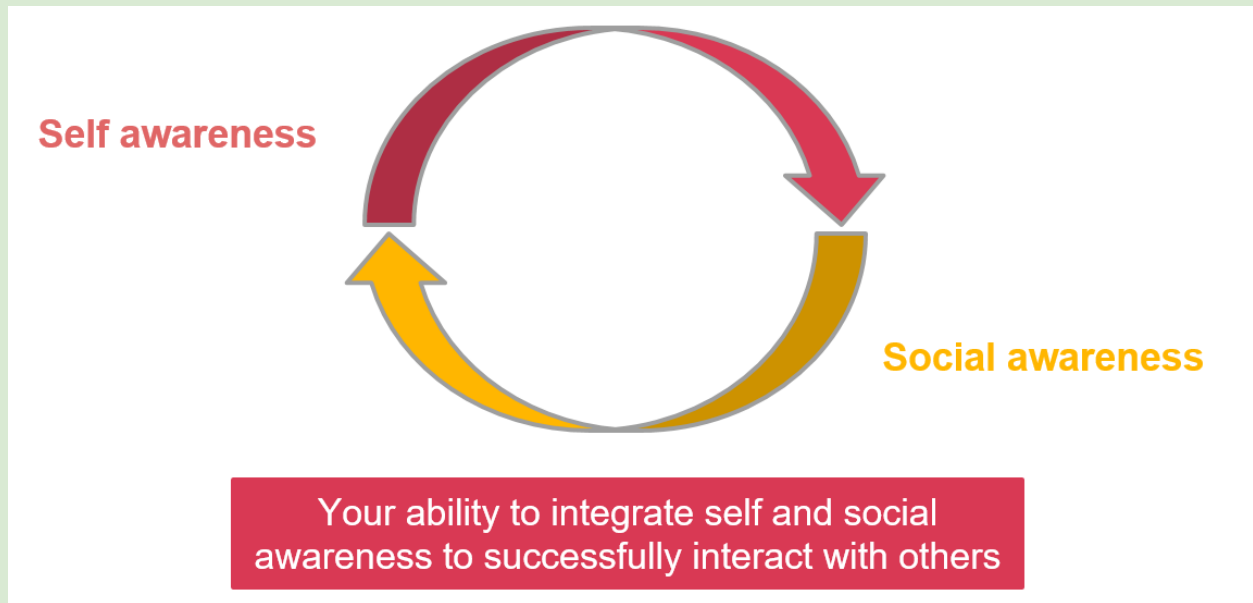 Self awareness
Social awareness
Your ability to integrate self and social
awareness to successfully interact with others